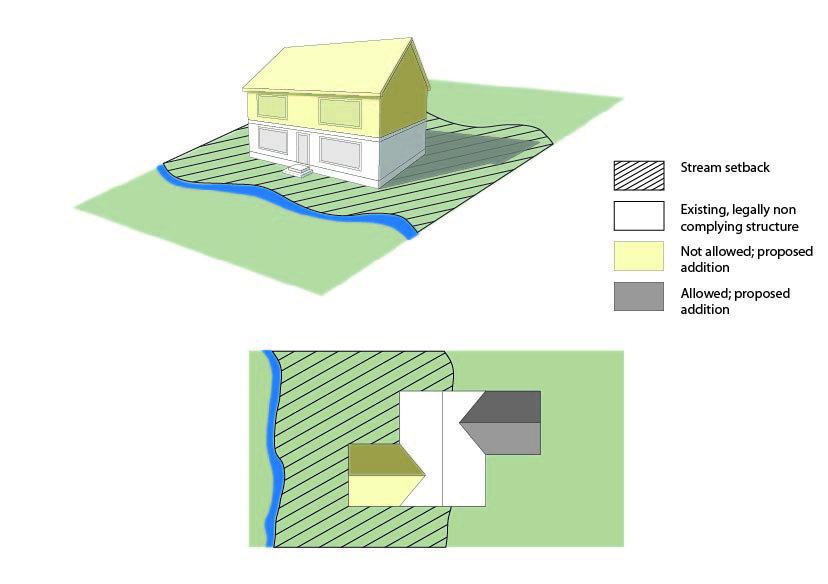 Stream setback
Existing, legally non
complying structure
Not allowed; proposed
addition
Allowed; proposed
addition